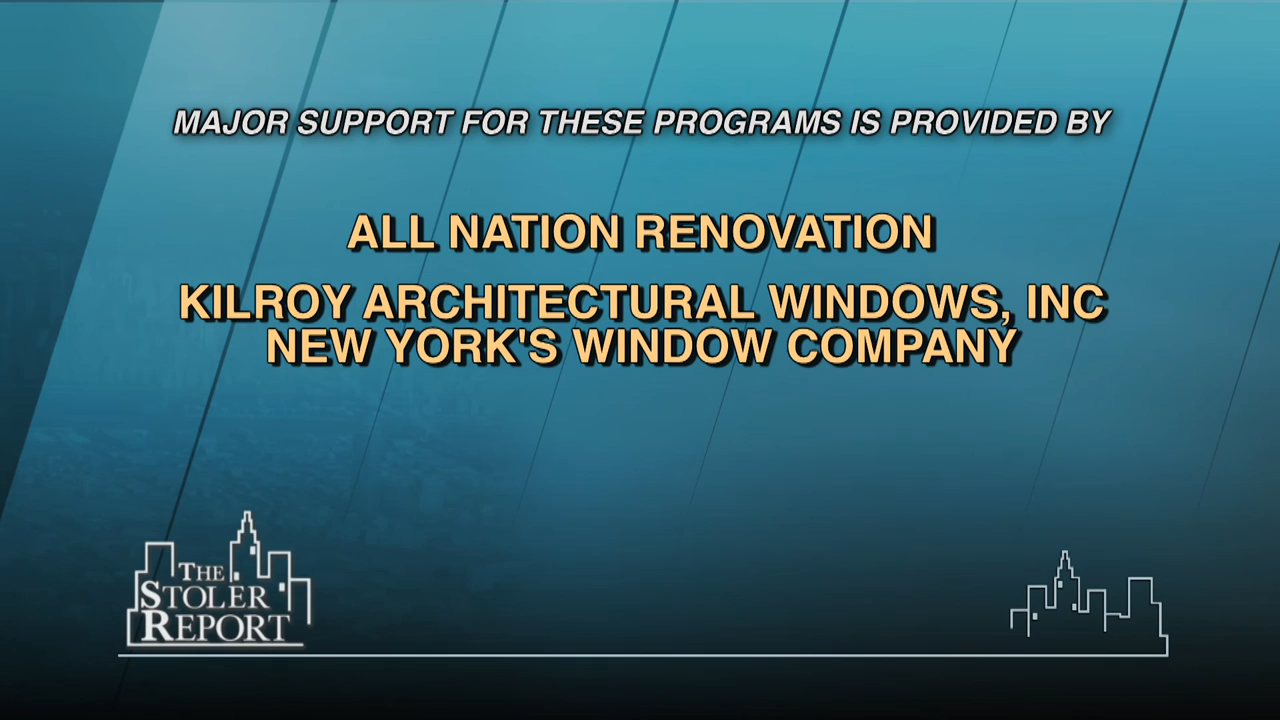 MAJOR SUPPORT FOR THESE PROGRAMS IS PROVIDED BY
ALL NATION RENOVATION
KILROY ARCHITECTURAL WINDOWS, INC
NEW YORK'S WINDOW COMPANY
THE
STOLER
REPORT